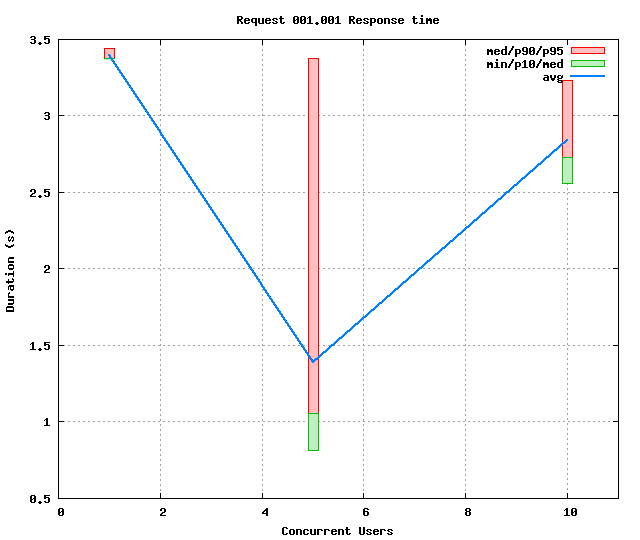 Request 001.001 Response time
3.5
med/p90/p95
min/p10/med
avg
3
2.5
2
1.5
1
0.5
Duration (s)
0 2 4 6 8 10
Concurrent Users